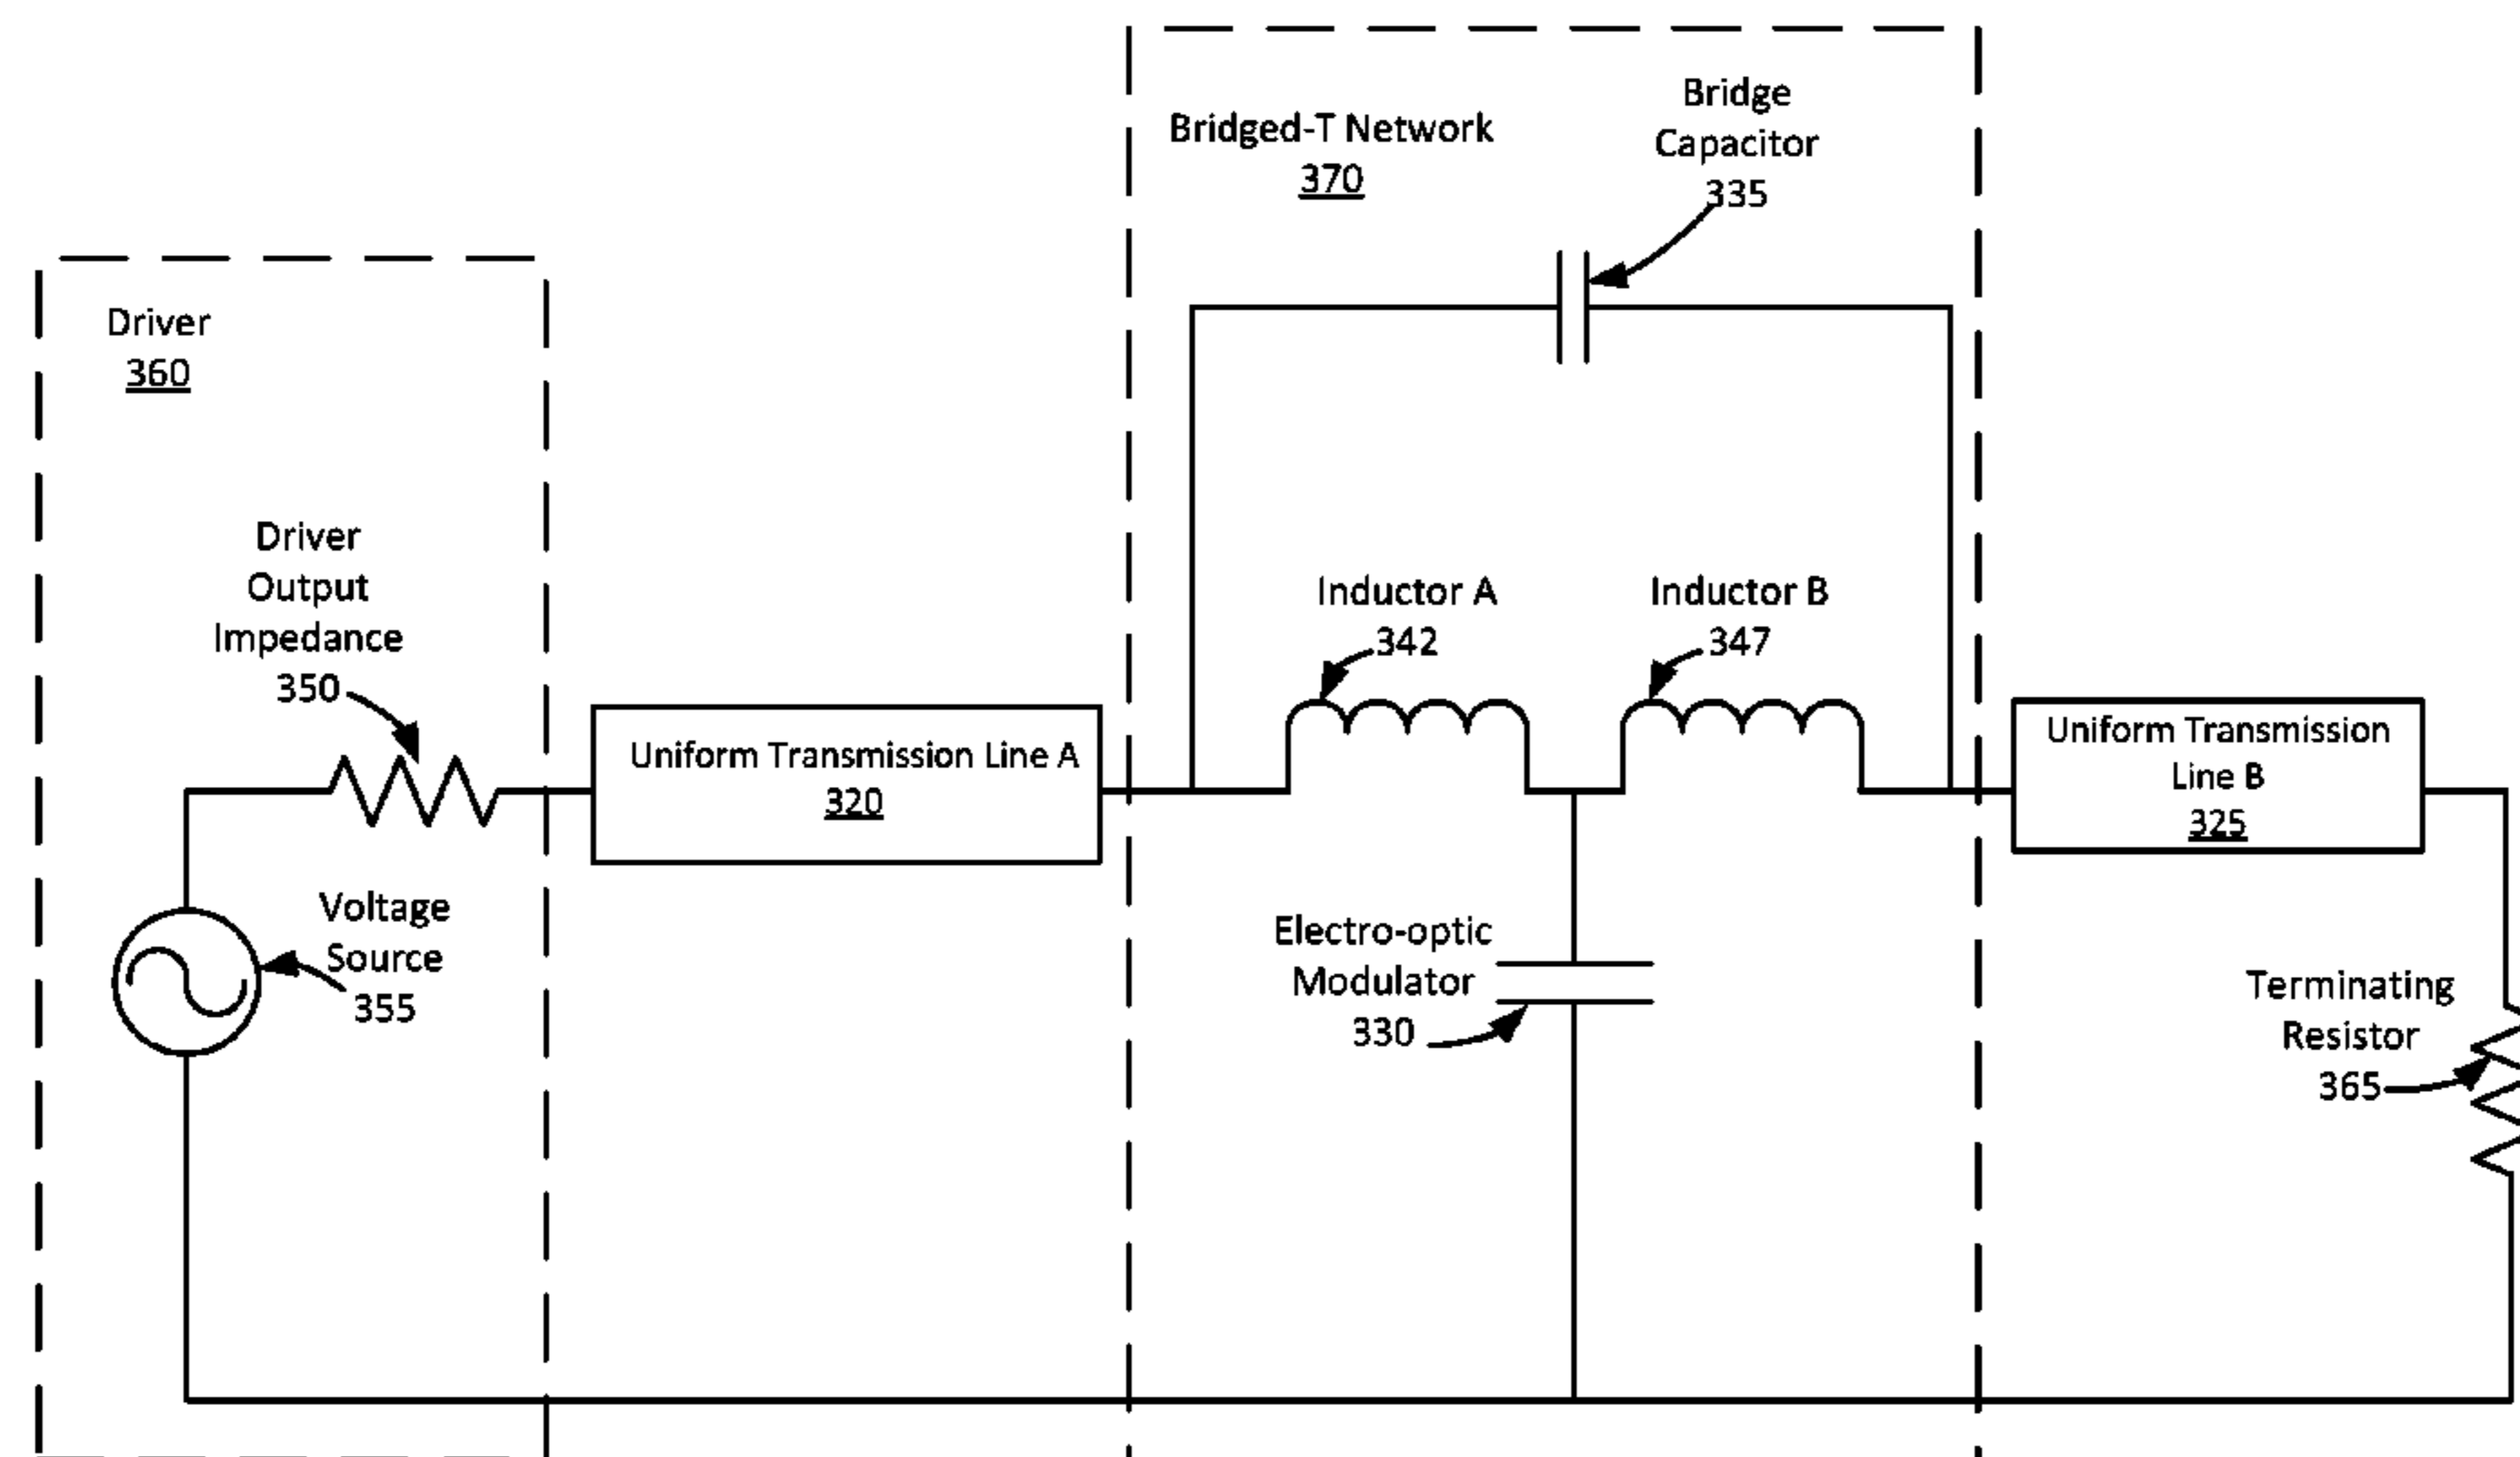 Bridged-T Network
370
Bridge
Capacitor
335
Driver
360
Driver
Output
Impedance
350
Inductor A
342
Inductor B
347
Uniform Transmission Line A
320
Uniform Transmission
Line B
325
Voltage
Source
355
Electro-optic
Modulator
330
Terminating
Resistor
365